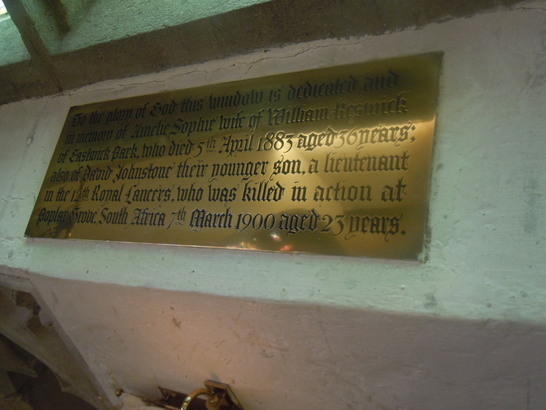 To the glory of God this window is dedicated and
in memory of Amelie Sophie wife of William Keswick
of Eastwick Park, who died 5th April 1883 aged 36 years:
also of David Johnstone their younger son, a lieutenant
in the 12th Royal Lancers, who was killed in action at
Poplar Grove, South Africa 7th March 1900 aged 23 years.